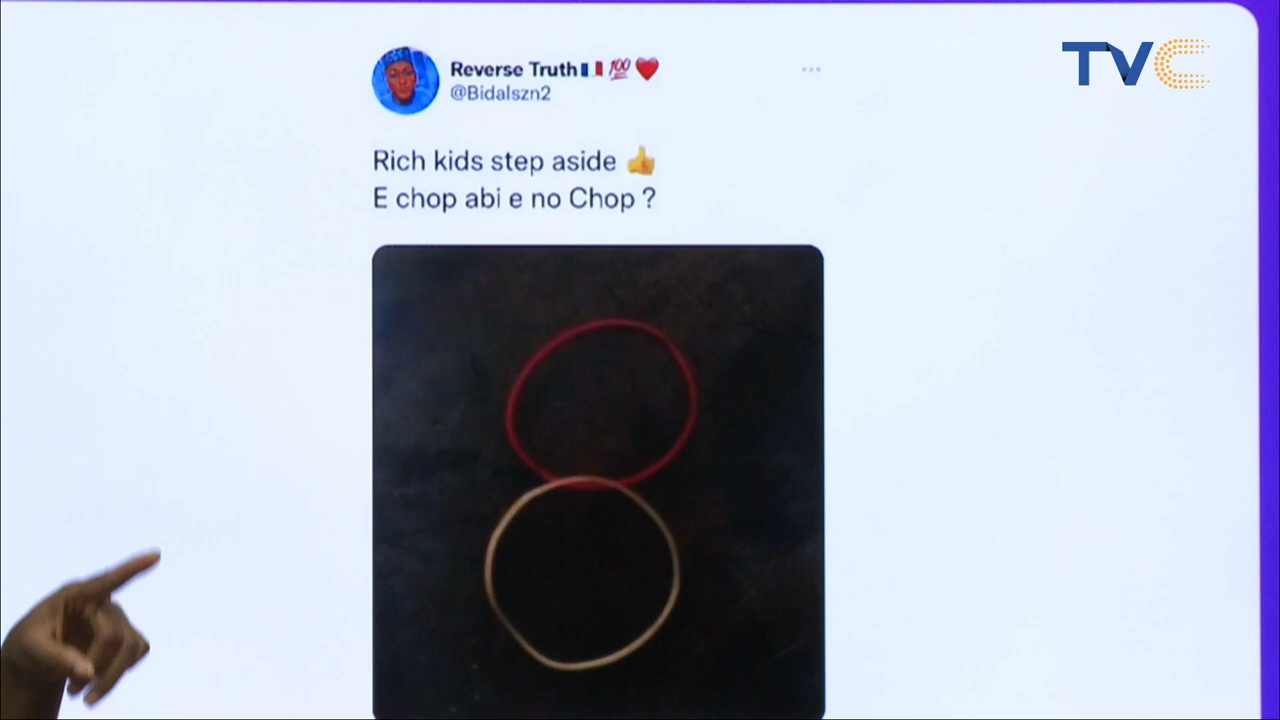 TVC
Reverse Truth🇫🇷 💯 ❤️
@Bidalszn2
Rich kids step aside 👍
E chop abi e no Chop ?